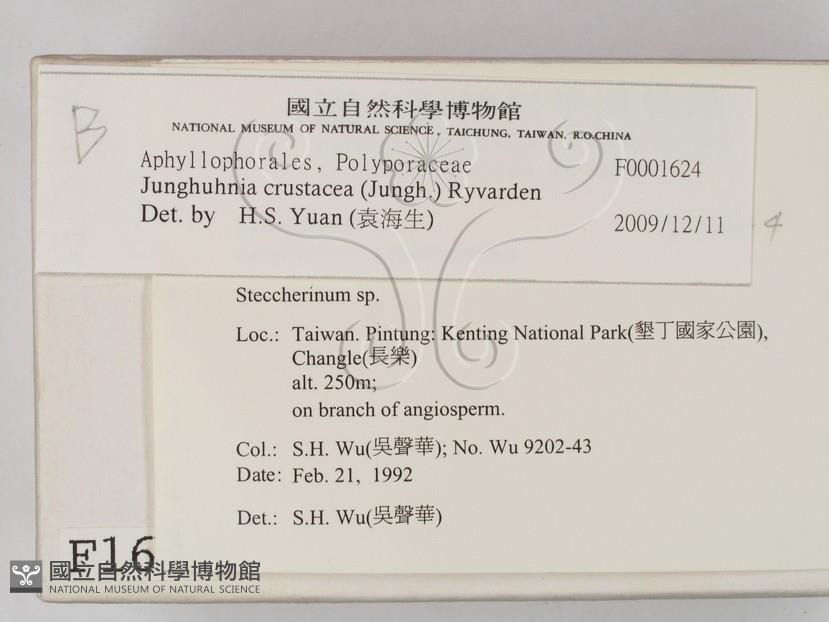 B
國立自然科學博物館
NATIONAL MUSEUM OF NATURAL SCIENCE, TAICHUNG, TAIWAN, R.O.CHINA
Aphyllophorales, Polyporaceae F0001624
Junghuhnia crustacea (Jungh.) Ryvarden
Det. by H.S. Yuan (袁海生) 2009/12/11
4
Steccherinum sp.
Loc.: Taiwan. Pintung: Kenting National Park(墾丁國家公園),
Changle(長樂)
alt. 250m;
on branch of angiosperm.
Col.: S.H. Wu(吳聲華); No. Wu 9202-43
Date: Feb. 21, 1992
Det.: S.H. Wu(吳聲華)
F16
國立自然科學博物館
NATIONAL MUSEUM OF NATURAL SCIENCE